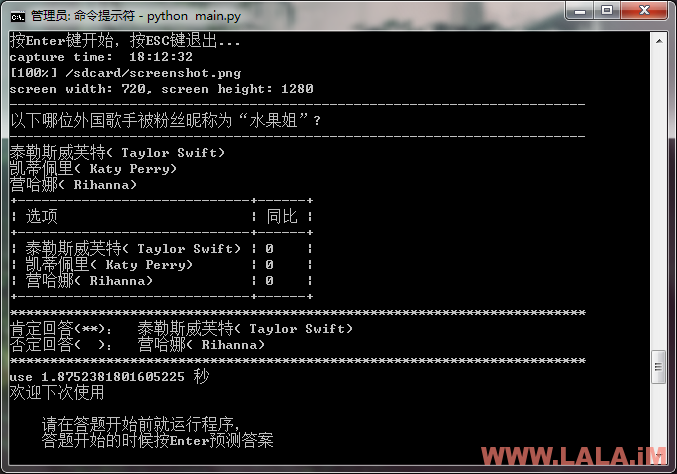 管理员: 命令提示符 - python  main.py
按Enter键开始，按ESC键退出...
capture time:  18:12:32
[100%] /sdcard/screenshot.png
screen width: 720, screen height: 1280
以下哪位外国歌手被粉丝昵称为“水果姐”?
泰勒斯威芙特( Taylor Swift)
凯蒂佩里( Katy Perry)
营哈娜( Rihanna)
| 选项 | 同比 |
| 泰勒斯威芙特( Taylor Swift) | 0 |
| 凯蒂佩里( Katy Perry) | 0 |
| 营哈娜( Rihanna) | 0 |
肯定回答(**):  泰勒斯威芙特( Taylor Swift)
否定回答(  ):  营哈娜( Rihanna)
use 1.8752381801605225 秒
欢迎下次使用
请在答题开始前就运行程序,
答题开始的时候按Enter预测答案
WWW.LALA.iM